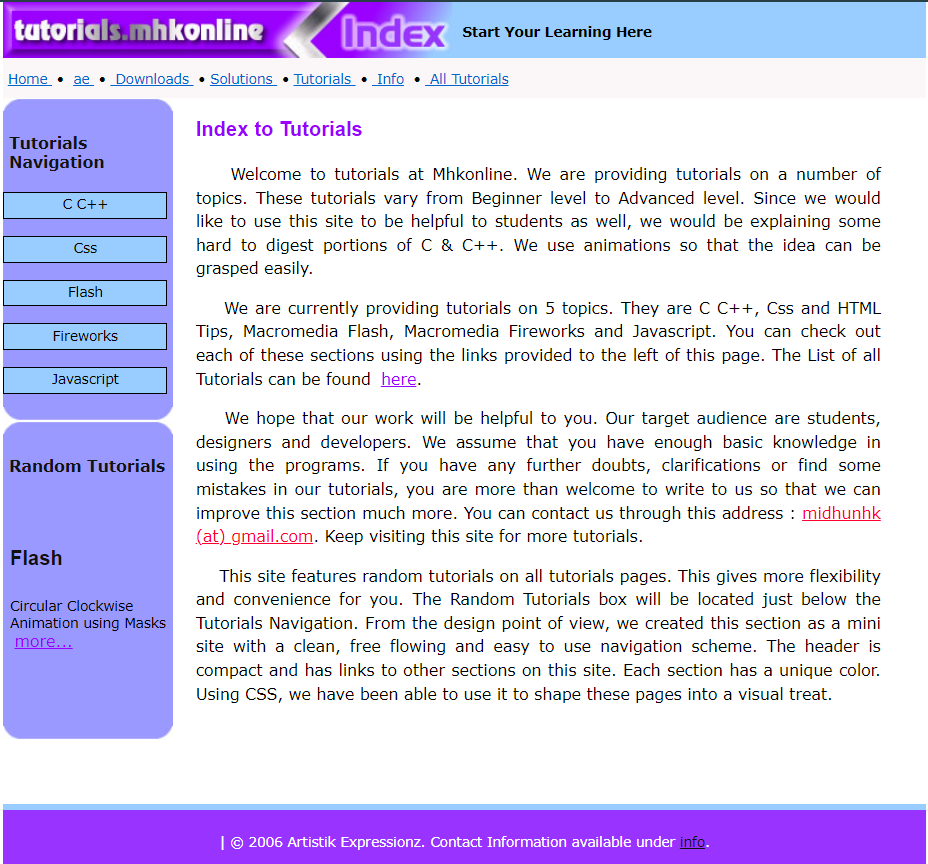 tutorials.mhkonline Index Start Your Learning Here
Home • ae • Downloads • Solutions • Tutorials • Info • All Tutorials
Tutorials
Navigation
C C++
Css
Flash
Fireworks
Javascript
Random Tutorials
Flash
Circular Clockwise
Animation using Masks
more...
Index to Tutorials
Welcome to tutorials at Mhkonline. We are providing tutorials on a number of
topics. These tutorials vary from Beginner level to Advanced level. Since we would
like to use this site to be helpful to students as well, we would be explaining some
hard to digest portions of C & C++. We use animations so that the idea can be
grasped easily.
We are currently providing tutorials on 5 topics. They are C C++, Css and HTML
Tips, Macromedia Flash, Macromedia Fireworks and Javascript. You can check out
each of these sections using the links provided to the left of this page. The List of all
Tutorials can be found here.
We hope that our work will be helpful to you. Our target audience are students,
designers and developers. We assume that you have enough basic knowledge in
using the programs. If you have any further doubts, clarifications or find some
mistakes in our tutorials, you are more than welcome to write to us so that we can
improve this section much more. You can contact us through this address : midhunhk
(at) gmail.com. Keep visiting this site for more tutorials.
This site features random tutorials on all tutorials pages. This gives more flexibility
and convenience for you. The Random Tutorials box will be located just below the
Tutorials Navigation. From the design point of view, we created this section as a mini
site with a clean, free flowing and easy to use navigation scheme. The header is
compact and has links to other sections on this site. Each section has a unique color.
Using CSS, we have been able to use it to shape these pages into a visual treat.
| © 2006 Artistik Expressionz. Contact Information available under info.